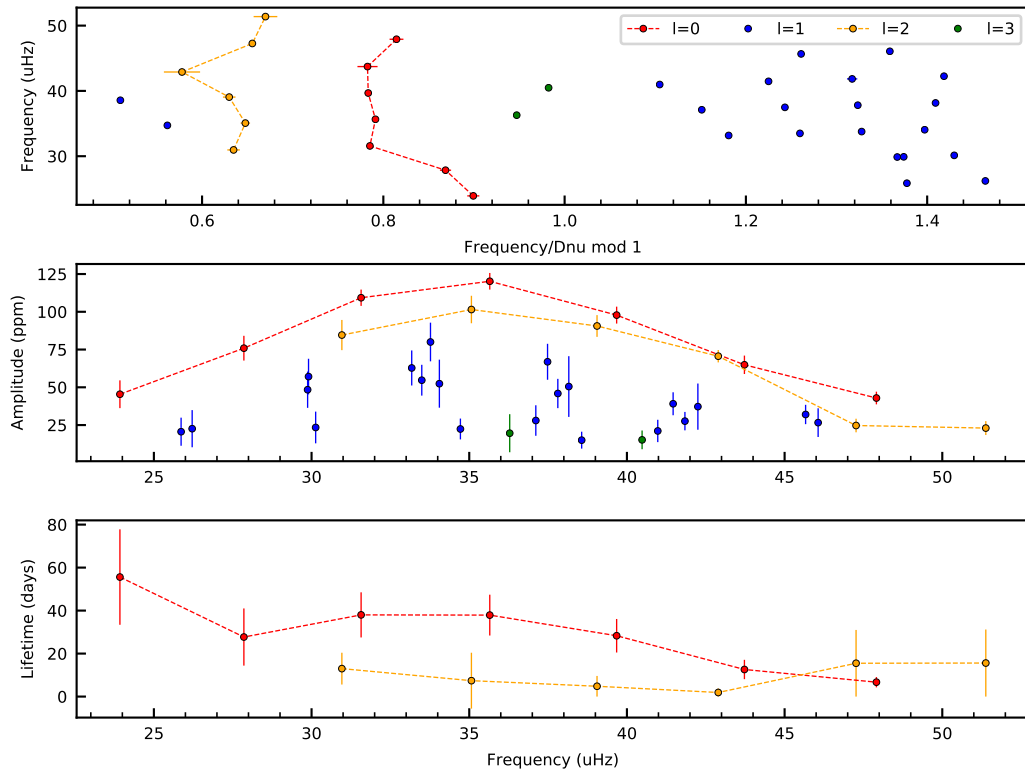 50
40
30
Frequency (uHz)
l=0 l=1 l=2 l=3
0.6 0.8 1.0 1.2 1.4
Frequency/Dnu mod 1
125
100
75
50
25
Amplitude (ppm)
25 30 35 40 45 50
80
60
40
20
0
Lifetime (days)
25 30 35 40 45 50
Frequency (uHz)